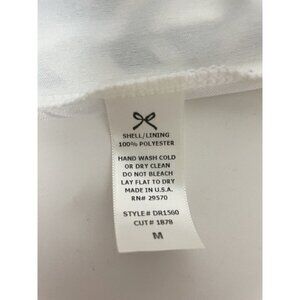 SHELL/LINING
100% POLYESTER
HAND WASH COLD
OR DRY CLEAN
DO NOT BLEACH
LAY FLAT TO DRY
MADE IN U.S.A.
RN# 29570
STYLE# DR1560
CUT# 1878
M